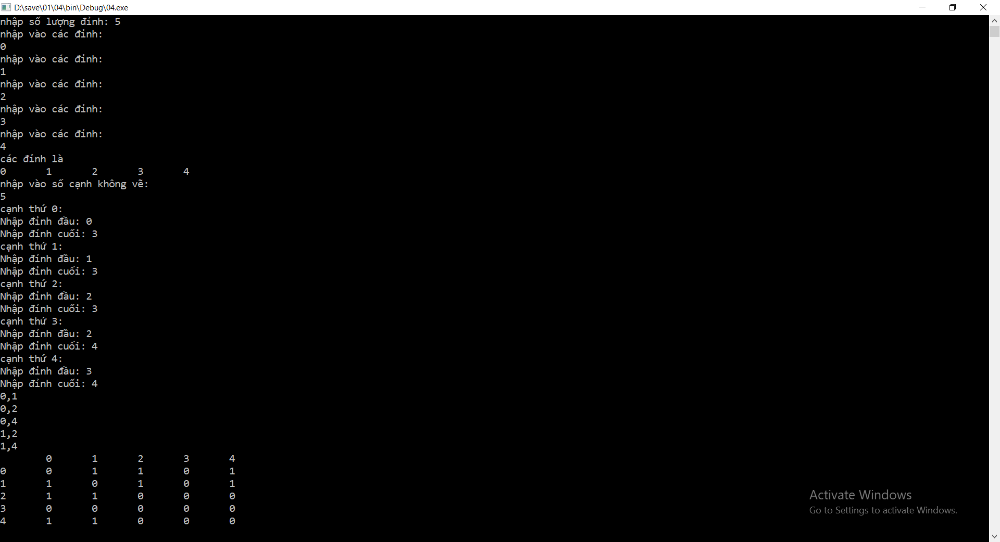 D:\save\01\04\bin\Debug\04.exe
nhập số lượng đỉnh: 5
nhập vào các đỉnh:
0
nhập vào các đỉnh:
1
nhập vào các đỉnh:
2
nhập vào các đỉnh:
3
nhập vào các đỉnh:
4
các đỉnh là
0 1 2 3 4
nhập vào số cạnh không vẽ:
5
cạnh thứ 0:
Nhập đỉnh đầu: 0
Nhập đỉnh cuối: 3
cạnh thứ 1:
Nhập đỉnh đầu: 1
Nhập đỉnh cuối: 3
cạnh thứ 2:
Nhập đỉnh đầu: 2
Nhập đỉnh cuối: 3
cạnh thứ 3:
Nhập đỉnh đầu: 2
Nhập đỉnh cuối: 4
cạnh thứ 4:
Nhập đỉnh đầu: 3
Nhập đỉnh cuối: 4
0,1
0,2
0,4
1,2
1,4
0 1 2 3 4
0 0 1 1 0 1
1 1 0 1 0 1
2 1 1 0 0 0
3 0 0 0 0 0
4 1 1 0 0 0
Activate Windows
Go to Settings to activate Windows.